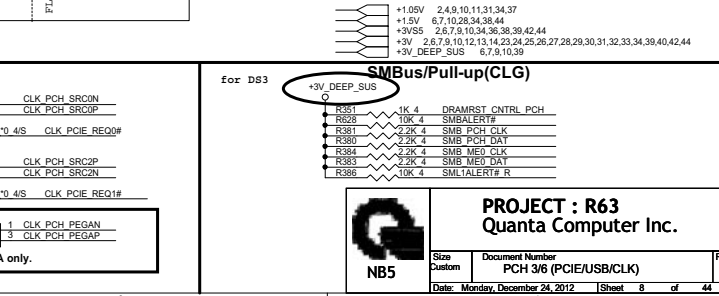 FL
+1.05V 2,4,9,10,11,31,34,37
+1.5V 6,7,10,28,34,38,44
+3VS5 2,6,7,9,10,34,36,38,39,42,44
+3V 2,6,7,9,10,12,13,14,23,24,25,26,27,28,29,30,31,32,33,34,39,40,42,44
+3V_DEEP_SUS 6,7,9,10,39
for DS3
SMBus/Pull-up(CLG)
+3V_DEEP_SUS
R351 1K_4 DRAMRST_CNTRL_PCH
R628 10K_4 SMBALERT#
R381 2.2K_4 SMB_PCH_CLK
R380 2.2K_4 SMB_PCH_DAT
R384 2.2K_4 SMB_ME0_CLK
R383 2.2K_4 SMB_ME0_DAT
R386 10K_4 SML1ALERT#_R
CLK_PCH_SRC0N
CLK_PCH_SRC0P
*0_4/S CLK_PCIE_REQ0#
CLK_PCH_SRC2P
CLK_PCH_SRC2N
*0_4/S CLK_PCIE_REQ1#
1 CLK_PCH_PEGAN
3 CLK_PCH_PEGAP
A only.
NB5
PROJECT : R63
Quanta Computer Inc.
Size
Custom
Document Number
PCH 3/6 (PCIE/USB/CLK)
Date: Monday, December 24, 2012 Sheet 8 of 44